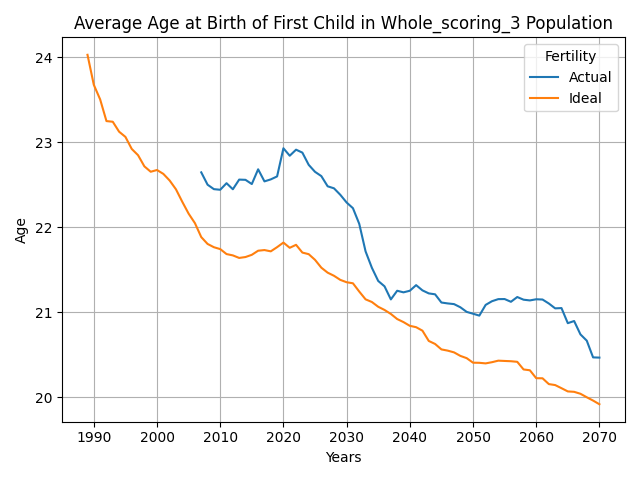 Average Age at Birth of First Child in Whole_scoring_3 Population
Fertility
Actual
Ideal
Age
24
23
22
21
20
1990 2000 2010 2020 2030 2040 2050 2060 2070
Years